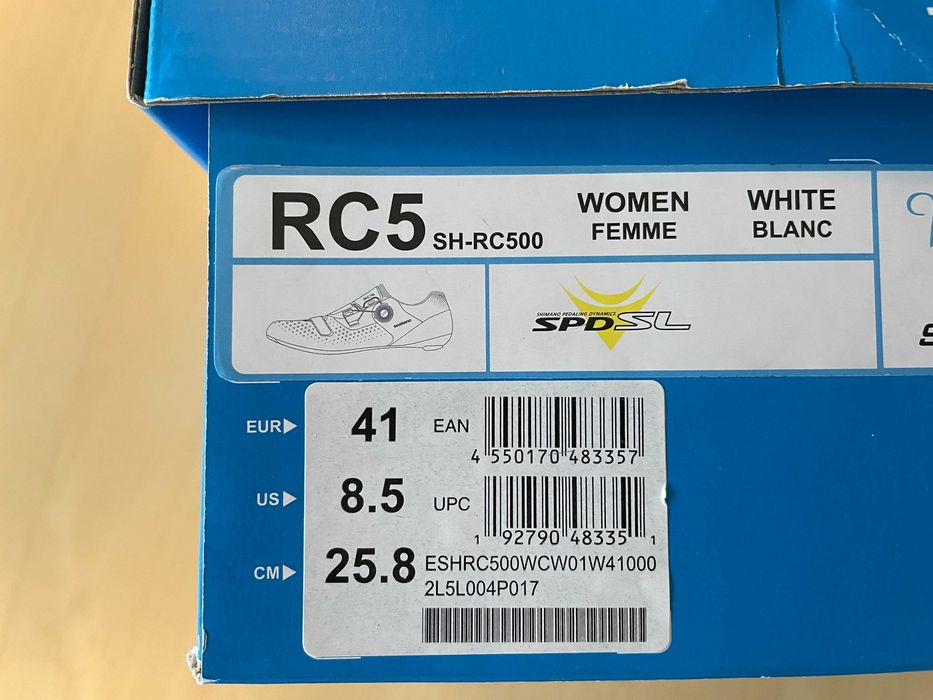 RC5 SH-RC500
WOMEN
FEMME
WHITE
BLANC
SHIMANO
SHIMANO PEDALING DYNAMICS
SPD-SL
EUR
41
EAN
4 550170 483357
US
8.5
UPC
1 92790 48335 1
CM
25.8
ESHRC500WCW01W41000
2L5L004P017